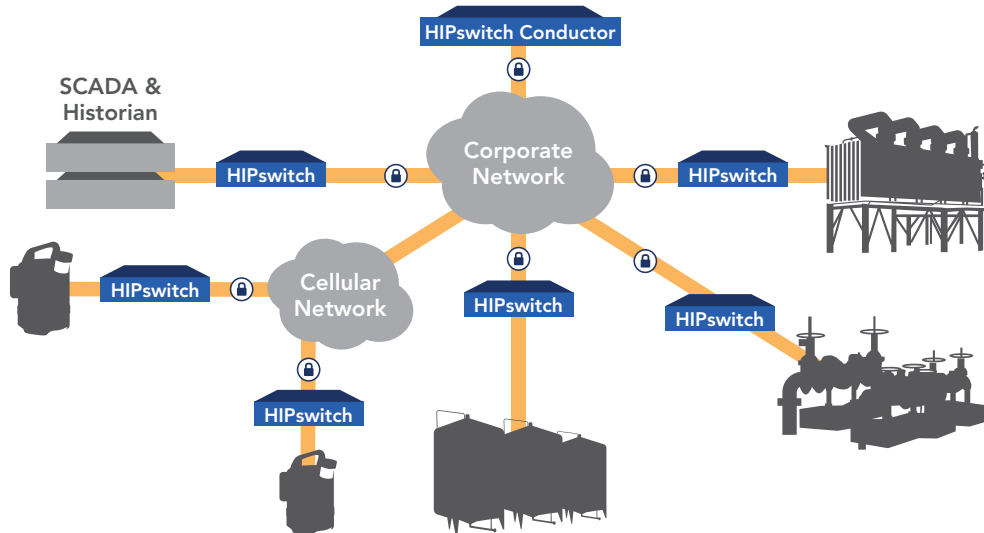 HIPswitch Conductor
SCADA &
Historian
Corporate
Network
HIPswitch
HIPswitch
Cellular
Network
HIPswitch
HIPswitch
HIPswitch
HIPswitch